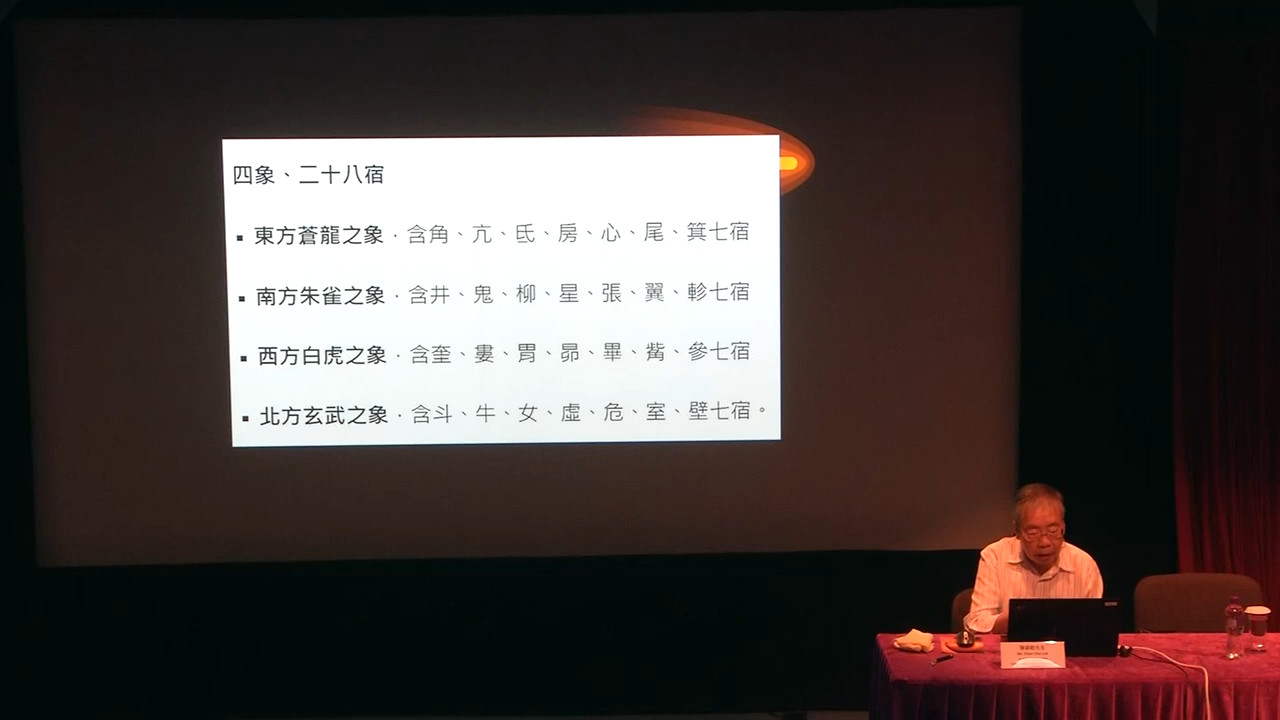 四象、二十八宿
▪ 東方蒼龍之象，含角、亢、氐、房、心、尾、箕七宿
▪ 南方朱雀之象，含井、鬼、柳、星、張、翼、軫七宿
▪ 西方白虎之象，含奎、婁、胃、昴、畢、觜、參七宿
▪ 北方玄武之象，含斗、牛、女、虛、危、室、壁七宿。